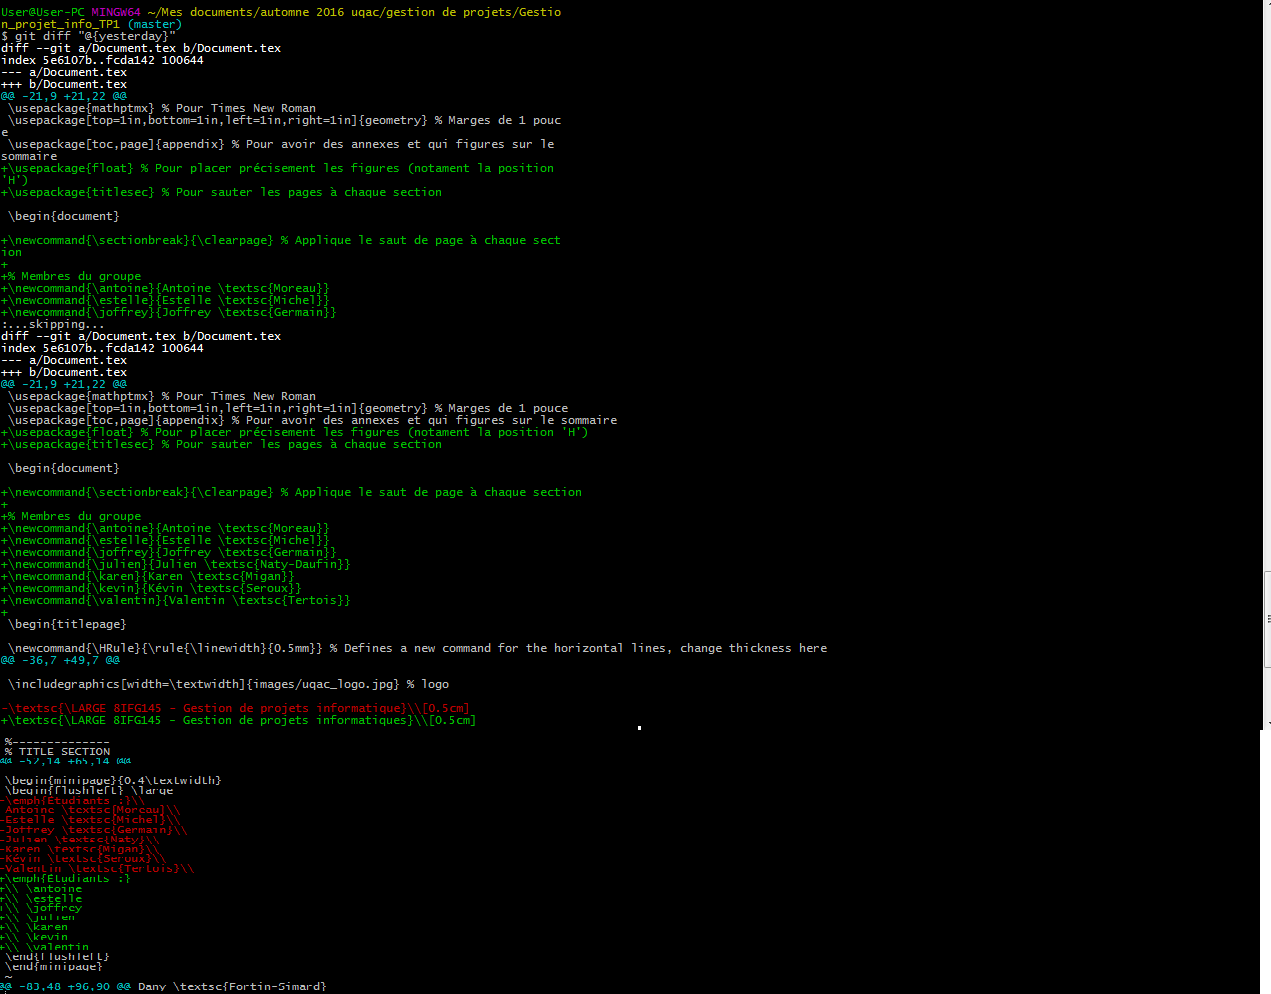 User@User-PC MINGW64 ~/Mes documents/automne 2016 uqac/gestion de projets/Gestio
n_projet_info_TP1 (master)
$ git diff "@{yesterday}"
diff --git a/Document.tex b/Document.tex
index 5e6107b..fcda142 100644
--- a/Document.tex
+++ b/Document.tex
@@ -21,9 +21,22 @@
 \usepackage{mathptmx} % Pour Times New Roman
 \usepackage[top=1in,bottom=1in,left=1in,right=1in]{geometry} % Marges de 1 pouc
e
 \usepackage[toc,page]{appendix} % Pour avoir des annexes et qui figures sur le
sommaire
+\usepackage{float} % Pour placer précisement les figures (notament la position
'H')
+\usepackage{titlesec} % Pour sauter les pages à chaque section
 \begin{document}
+\newcommand{\sectionbreak}{\clearpage} % Applique le saut de page à chaque sect
ion
+
+% Membres du groupe
+\newcommand{\antoine}{Antoine \textsc{Moreau}}
+\newcommand{\estelle}{Estelle \textsc{Michel}}
+\newcommand{\joffrey}{Joffrey \textsc{Germain}}
:...skipping...
diff --git a/Document.tex b/Document.tex
index 5e6107b..fcda142 100644
--- a/Document.tex
+++ b/Document.tex
@@ -21,9 +21,22 @@
 \usepackage{mathptmx} % Pour Times New Roman
 \usepackage[top=1in,bottom=1in,left=1in,right=1in]{geometry} % Marges de 1 pouce
 \usepackage[toc,page]{appendix} % Pour avoir des annexes et qui figures sur le sommaire
+\usepackage{float} % Pour placer précisement les figures (notament la position 'H')
+\usepackage{titlesec} % Pour sauter les pages à chaque section
 \begin{document}
+\newcommand{\sectionbreak}{\clearpage} % Applique le saut de page à chaque section
+
+% Membres du groupe
+\newcommand{\antoine}{Antoine \textsc{Moreau}}
+\newcommand{\estelle}{Estelle \textsc{Michel}}
+\newcommand{\joffrey}{Joffrey \textsc{Germain}}
+\newcommand{\julien}{Julien \textsc{Naty-Daufin}}
+\newcommand{\karen}{Karen \textsc{Migan}}
+\newcommand{\kevin}{Kévin \textsc{Seroux}}
+\newcommand{\valentin}{Valentin \textsc{Tertois}}
+
 \begin{titlepage}
 \newcommand{\HRule}{\rule{\linewidth}{0.5mm}} % Defines a new command for the horizontal lines, change thickness here
@@ -36,7 +49,7 @@
 \includegraphics[width=\textwidth]{images/uqac_logo.jpg} % logo
-\textsc{\LARGE 8IFG145 - Gestion de projets informatique}\\[0.5cm]
+\textsc{\LARGE 8IFG145 - Gestion de projets informatiques}\\[0.5cm]
 %--------------
 % TITLE SECTION
@@ -52,14 +65,14 @@
 \begin{minipage}{0.4\textwidth}
 \begin{flushleft} \large
-\emph{Étudiants :}\\
-Antoine \textsc{Moreau}\\
-Estelle \textsc{Michel}\\
-Joffrey \textsc{Germain}\\
-Julien \textsc{Naty}\\
-Karen \textsc{Migan}\\
-Kévin \textsc{Seroux}\\
-Valentin \textsc{Tertois}\\
+\emph{Étudiants :}
+\\ \antoine
+\\ \estelle
+\\ \joffrey
+\\ \julien
+\\ \karen
+\\ \kevin
+\\ \valentin
 \end{flushleft}
 \end{minipage}
 ~
@@ -83,48 +96,90 @@ Dany \textsc{Fortin-Simard}